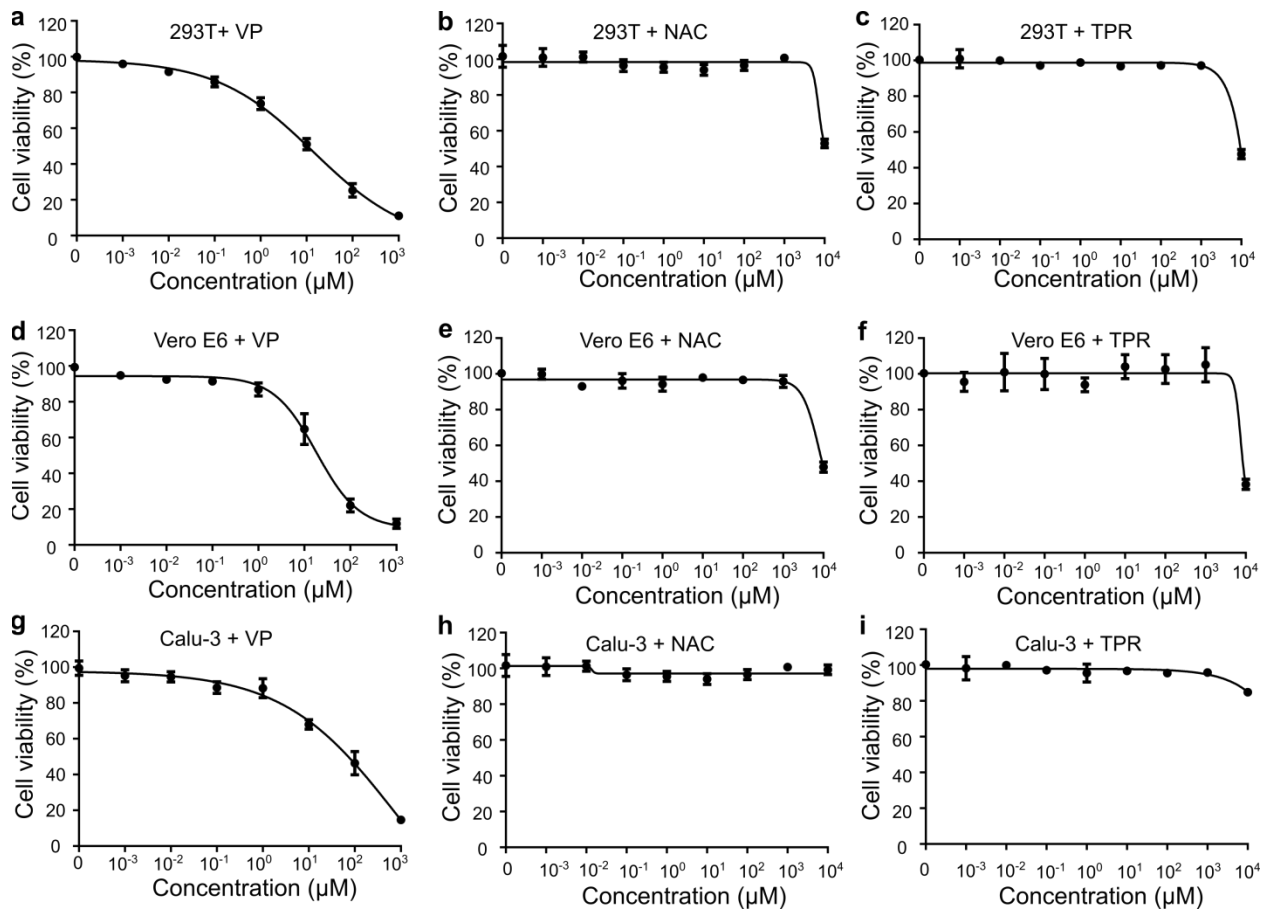 a
293T+ VP
Cell viability (%)
120
100
80
60
40
20
0
0 10-3 10-2 10-1 100 101 102 103
Concentration (µM)
b
293T + NAC
Cell viability (%)
120
100
80
60
40
20
0
0 10-3 10-2 10-1 100 101 102 103 104
Concentration (µM)
c
293T + TPR
Cell viability (%)
120
100
80
60
40
20
0
0 10-3 10-2 10-1 100 101 102 103 104
Concentration (µM)
d
Vero E6 + VP
Cell viability (%)
120
100
80
60
40
20
0
0 10-3 10-2 10-1 100 101 102 103
Concentration (µM)
e
Vero E6 + NAC
Cell viability (%)
120
100
80
60
40
20
0
0 10-3 10-2 10-1 100 101 102 103 104
Concentration (µM)
f
Vero E6 + TPR
Cell viability (%)
120
100
80
60
40
20
0
0 10-3 10-2 10-1 100 101 102 103 104
Concentration (µM)
g
Calu-3 + VP
Cell viability (%)
120
100
80
60
40
20
0
0 10-3 10-2 10-1 100 101 102 103
Concentration (µM)
h
Calu-3 + NAC
Cell viability (%)
120
100
80
60
40
20
0
0 10-3 10-2 10-1 100 101 102 103 104
Concentration (µM)
i
Calu-3 + TPR
Cell viability (%)
120
100
80
60
40
20
0
0 10-3 10-2 10-1 100 101 102 103 104
Concentration (µM)